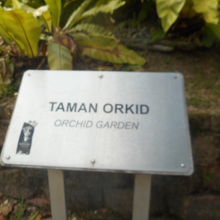 TAMAN ORKID
ORCHID GARDEN